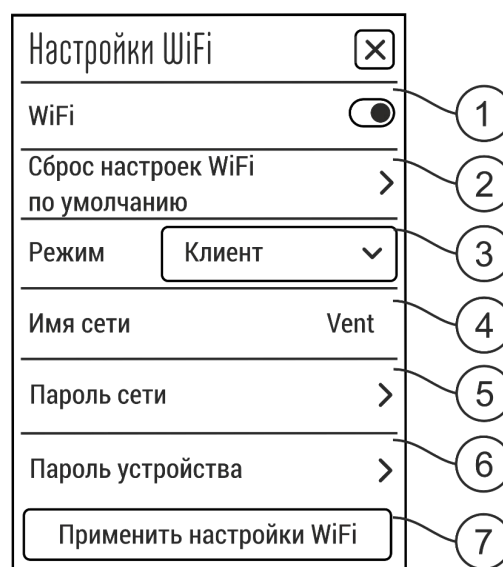 Настройки WiFi
WiFi
1
Сброс настроек WiFi
по умолчанию
2
Режим Клиент
3
Имя сети Vent
4
Пароль сети
5
Пароль устройства
6
Применить настройки WiFi
7